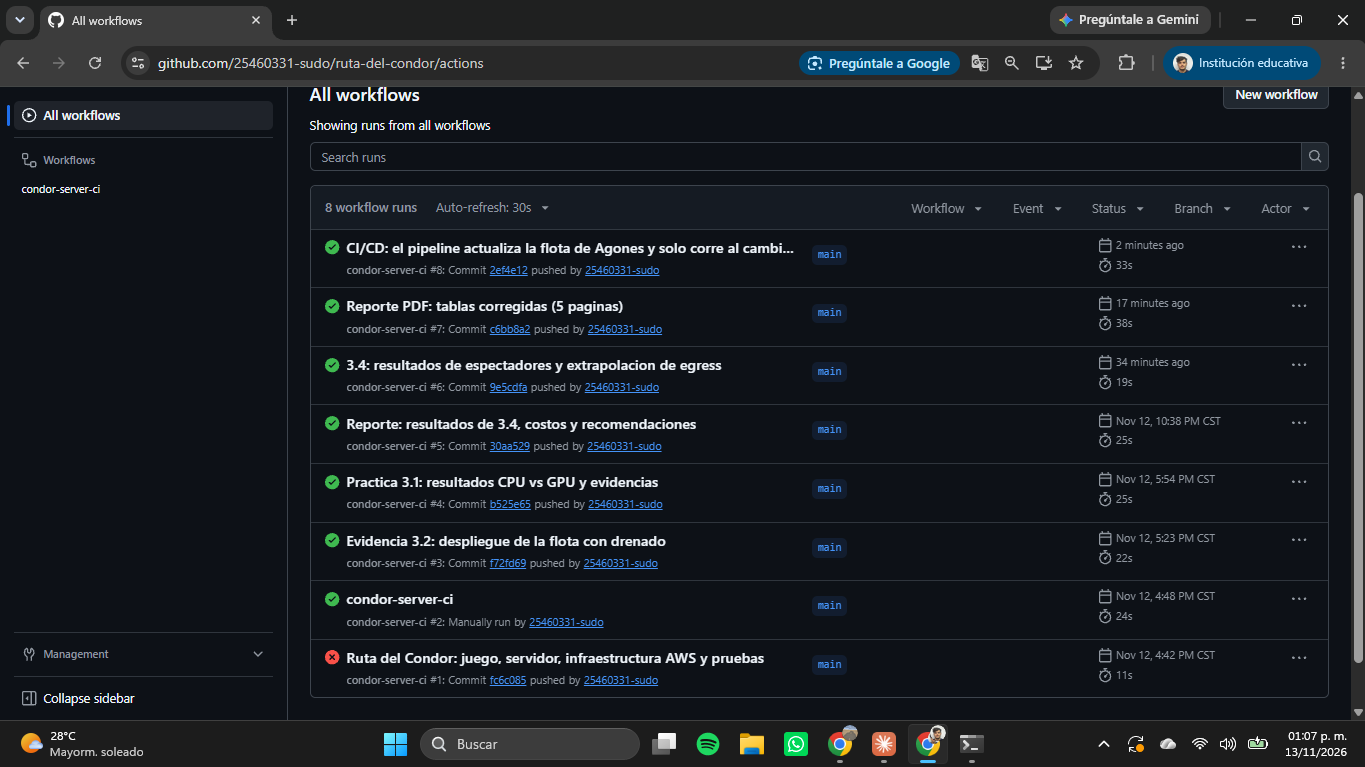 All workflows
Pregúntale a Gemini
github.com/25460331-sudo/ruta-del-condor/actions
Pregúntale a Google
Institución educativa
All workflows
Workflows
condor-server-ci
Management
Collapse sidebar
All workflows
New workflow
Showing runs from all workflows
Search runs
8 workflow runs
Auto-refresh: 30s
Workflow
Event
Status
Branch
Actor
CI/CD: el pipeline actualiza la flota de Agones y solo corre al cambi...
condor-server-ci #8: Commit 2ef4e12 pushed by 25460331-sudo
main
2 minutes ago
33s
Reporte PDF: tablas corregidas (5 paginas)
condor-server-ci #7: Commit c6bb8a2 pushed by 25460331-sudo
main
17 minutes ago
38s
3.4: resultados de espectadores y extrapolacion de egress
condor-server-ci #6: Commit 9e5cdfa pushed by 25460331-sudo
main
34 minutes ago
19s
Reporte: resultados de 3.4, costos y recomendaciones
condor-server-ci #5: Commit 30aa529 pushed by 25460331-sudo
main
Nov 12, 10:38 PM CST
25s
Practica 3.1: resultados CPU vs GPU y evidencias
condor-server-ci #4: Commit b525e65 pushed by 25460331-sudo
main
Nov 12, 5:54 PM CST
25s
Evidencia 3.2: despliegue de la flota con drenado
condor-server-ci #3: Commit f72fd69 pushed by 25460331-sudo
main
Nov 12, 5:23 PM CST
22s
condor-server-ci
condor-server-ci #2: Manually run by 25460331-sudo
main
Nov 12, 4:48 PM CST
24s
Ruta del Condor: juego, servidor, infraestructura AWS y pruebas
condor-server-ci #1: Commit fc6c085 pushed by 25460331-sudo
main
Nov 12, 4:42 PM CST
11s
28°C
Mayorm. soleado
Buscar
01:07 p. m.
13/11/2026